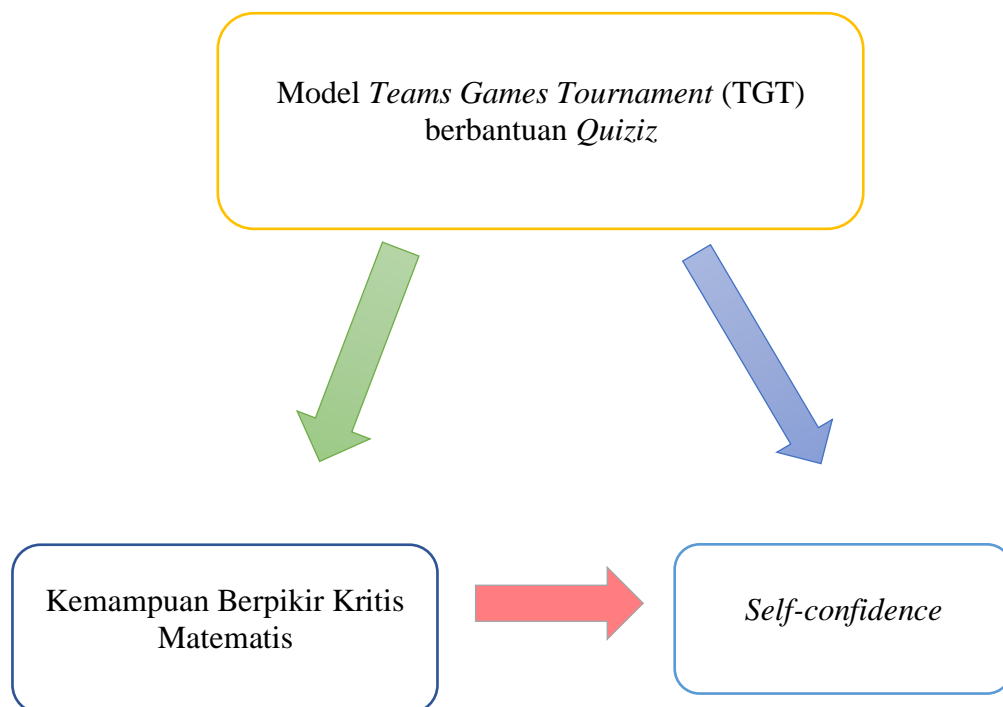 Model Teams Games Tournament (TGT)
berbantuan Quiziz
Kemampuan Berpikir Kritis
Matematis
Self-confidence